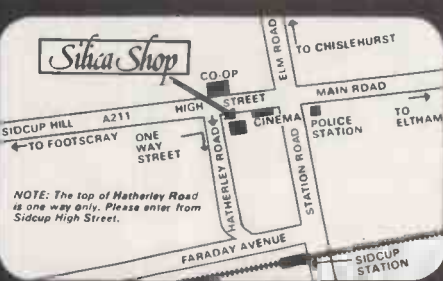 Silica Shop
ELM ROAD
TO CHISLEHURST
CO-OP
HIGH STREET
MAIN ROAD
SIDCUP HILL A211
CINEMA
POLICE
STATION
TO
ELTHAM
TO FOOTSCRAY
ONE
WAY
STREET
HATHERLEY ROAD
STATION ROAD
NOTE: The top of Hatherley Road
is one way only. Please enter from
Sidcup High Street.
FARADAY AVENUE
SIDCUP
STATION